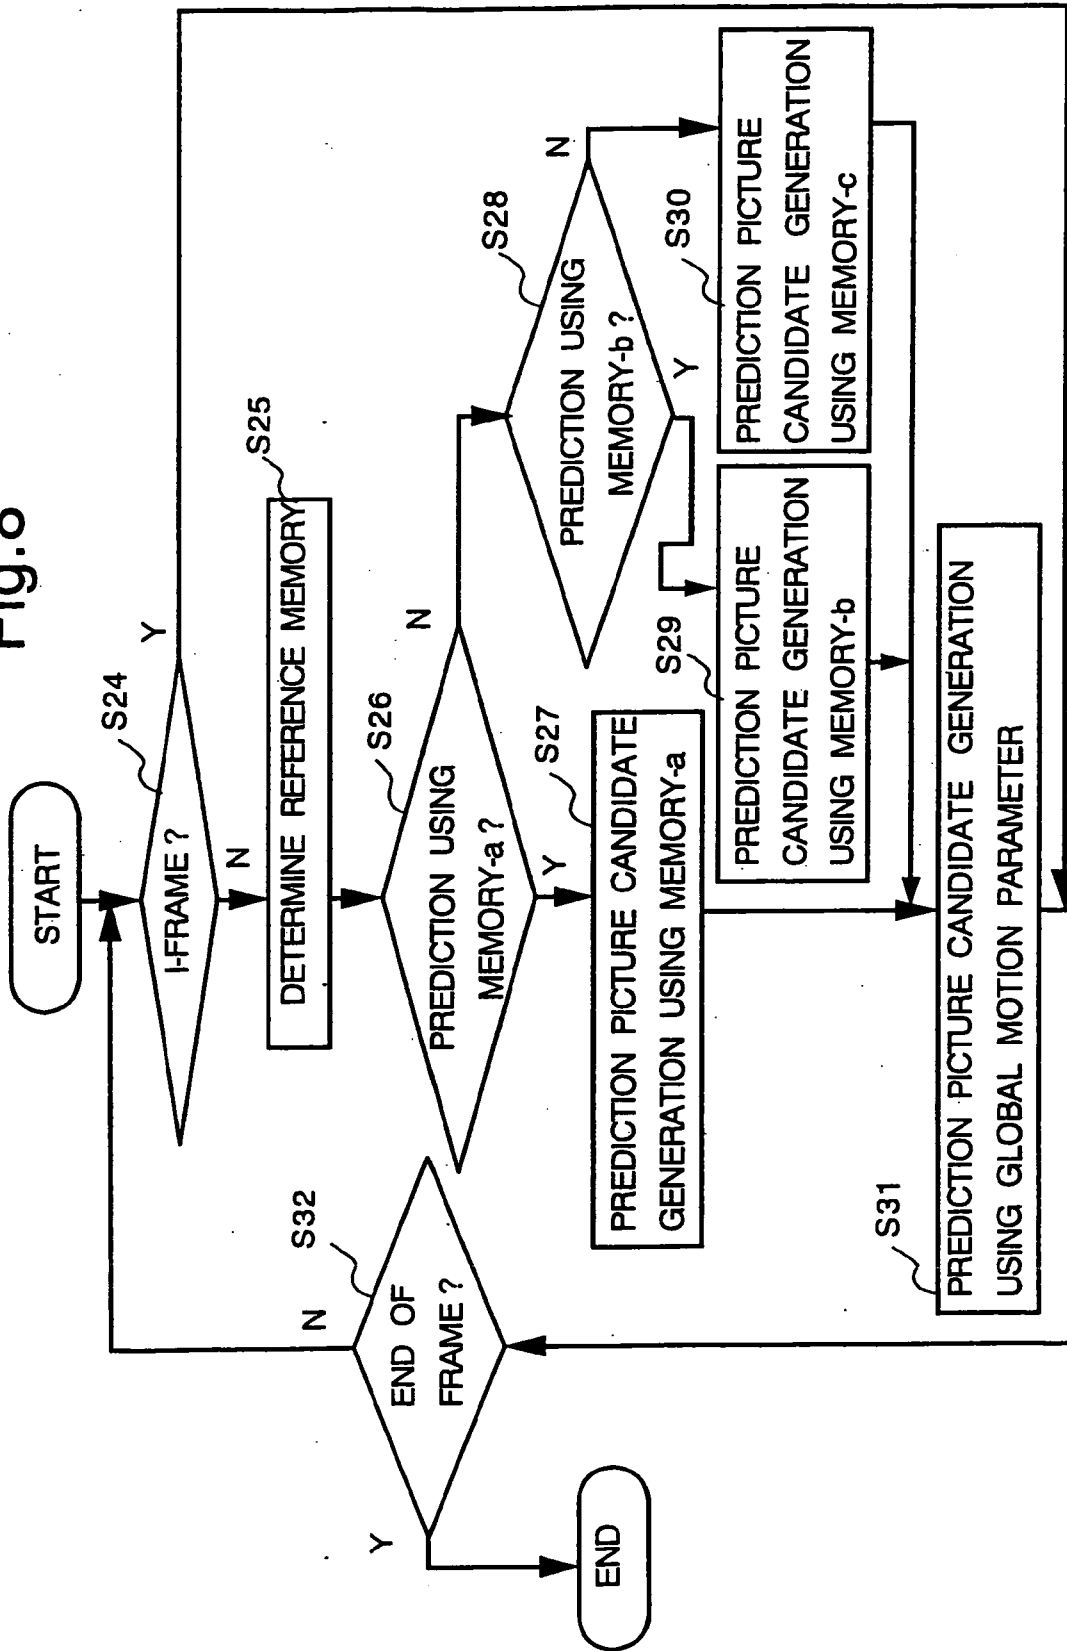 Fig.8
START
S24
I-FRAME ?
Y
N
S25
DETERMINE REFERENCE MEMORY
S26
PREDICTION USING
MEMORY-a ?
N
Y
S27
PREDICTION PICTURE CANDIDATE
GENERATION USING MEMORY-a
S28
PREDICTION USING
MEMORY-b ?
N
Y
S29
PREDICTION PICTURE
CANDIDATE GENERATION
USING MEMORY-b
S30
PREDICTION PICTURE
CANDIDATE GENERATION
USING MEMORY-c
S31
PREDICTION PICTURE CANDIDATE GENERATION
USING GLOBAL MOTION PARAMETER
S32
END OF
FRAME ?
N
Y
END